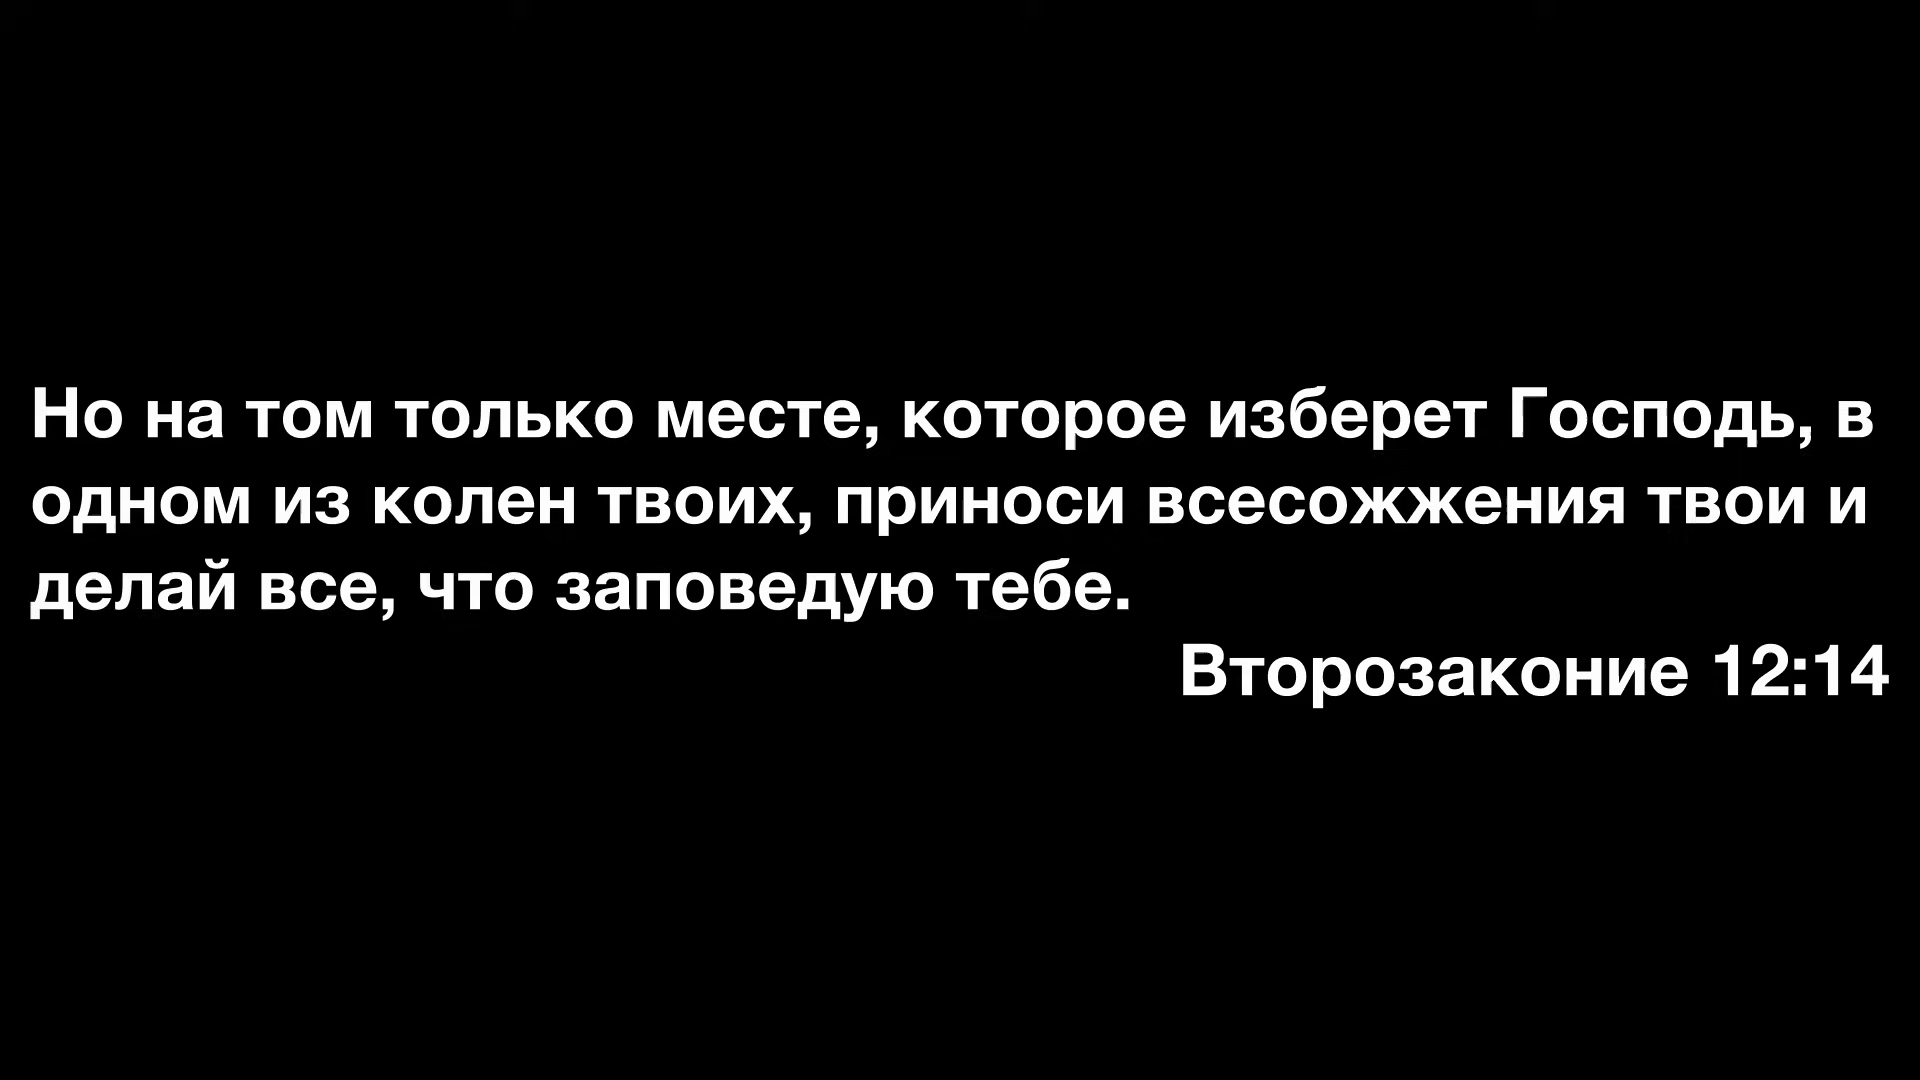 Но на том только месте, которое изберет Господь, в
одном из колен твоих, приноси всесожжения твои и
делай все, что заповедую тебе.
Второзаконие 12:14